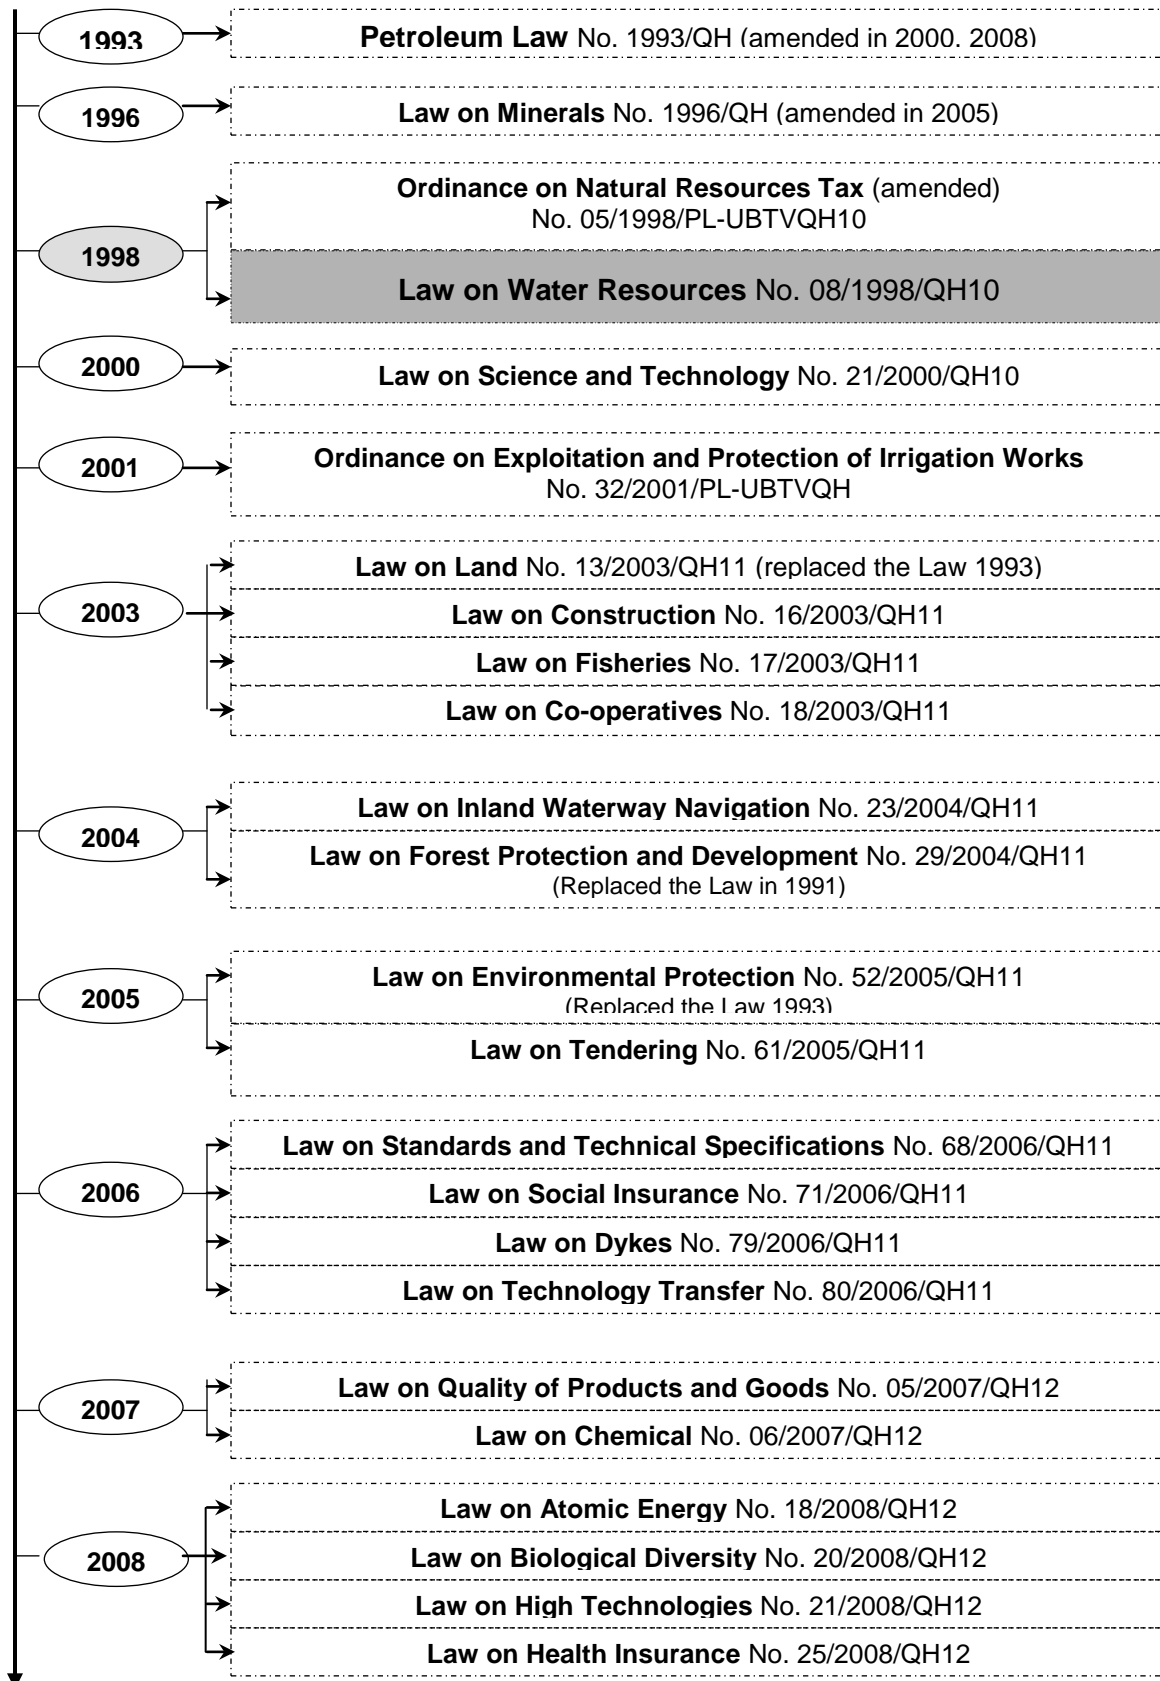 1993
Petroleum Law No. 1993/QH (amended in 2000, 2008)
1996
Law on Minerals No. 1996/QH (amended in 2005)
1998
Ordinance on Natural Resources Tax (amended)
No. 05/1998/PL-UBTVQH10
Law on Water Resources No. 08/1998/QH10
2000
Law on Science and Technology No. 21/2000/QH10
2001
Ordinance on Exploitation and Protection of Irrigation Works
No. 32/2001/PL-UBTVQH
2003
Law on Land No. 13/2003/QH11 (replaced the Law 1993)
Law on Construction No. 16/2003/QH11
Law on Fisheries No. 17/2003/QH11
Law on Co-operatives No. 18/2003/QH11
2004
Law on Inland Waterway Navigation No. 23/2004/QH11
Law on Forest Protection and Development No. 29/2004/QH11
(Replaced the Law in 1991)
2005
Law on Environmental Protection No. 52/2005/QH11
(Replaced the Law 1993)
Law on Tendering No. 61/2005/QH11
2006
Law on Standards and Technical Specifications No. 68/2006/QH11
Law on Social Insurance No. 71/2006/QH11
Law on Dykes No. 79/2006/QH11
Law on Technology Transfer No. 80/2006/QH11
2007
Law on Quality of Products and Goods No. 05/2007/QH12
Law on Chemical No. 06/2007/QH12
2008
Law on Atomic Energy No. 18/2008/QH12
Law on Biological Diversity No. 20/2008/QH12
Law on High Technologies No. 21/2008/QH12
Law on Health Insurance No. 25/2008/QH12